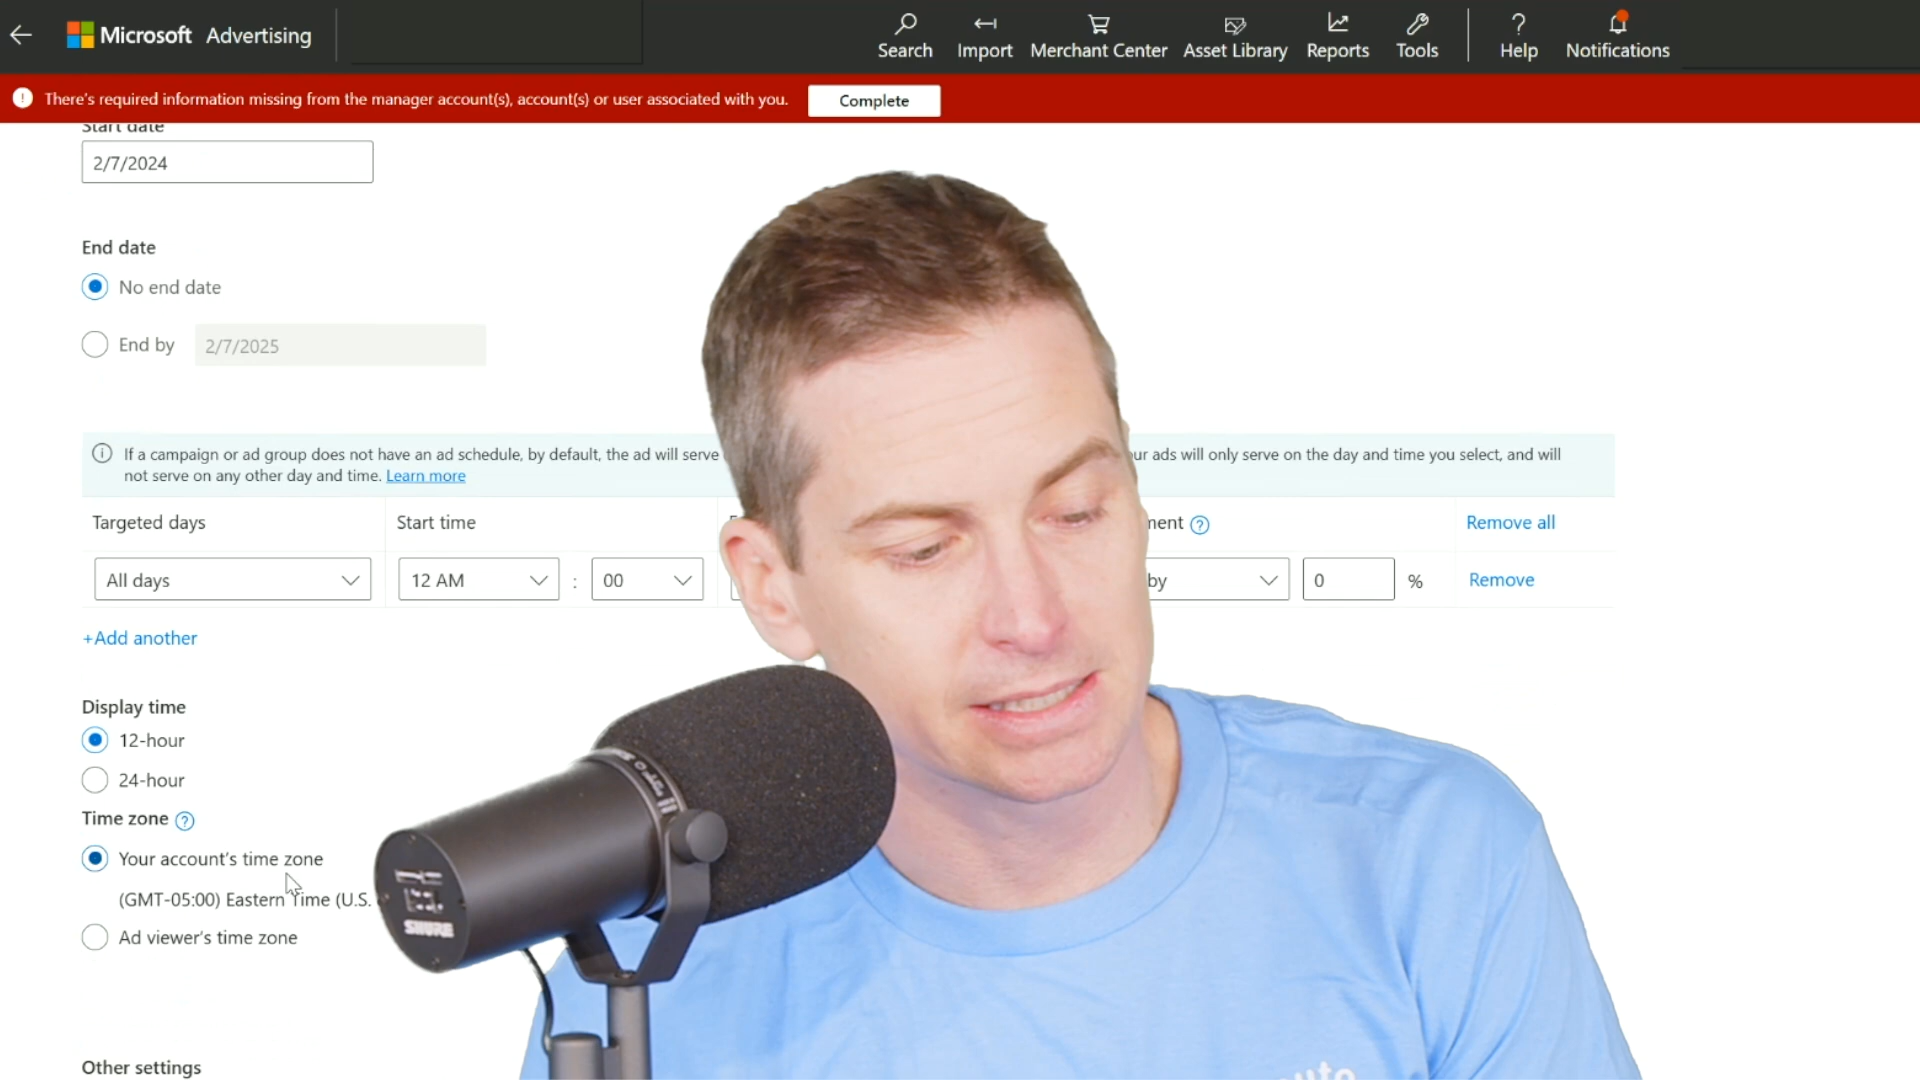 Microsoft Advertising
Search
Import
Merchant Center
Asset Library
Reports
Tools
Help
Notifications
There's required information missing from the manager account(s), account(s) or user associated with you.
Complete
Start date
2/7/2024
End date
No end date
End by
2/7/2025
If a campaign or ad group does not have an ad schedule, by default, the ad will serve ur ads will only serve on the day and time you select, and will
not serve on any other day and time. Learn more
Targeted days
Start time
ment
Remove all
All days
12 AM
:
00
by
0
%
Remove
+Add another
Display time
12-hour
24-hour
Time zone
Your account's time zone
(GMT-05:00) Eastern Time (U.S.
Ad viewer's time zone
SHURE
Other settings
uto